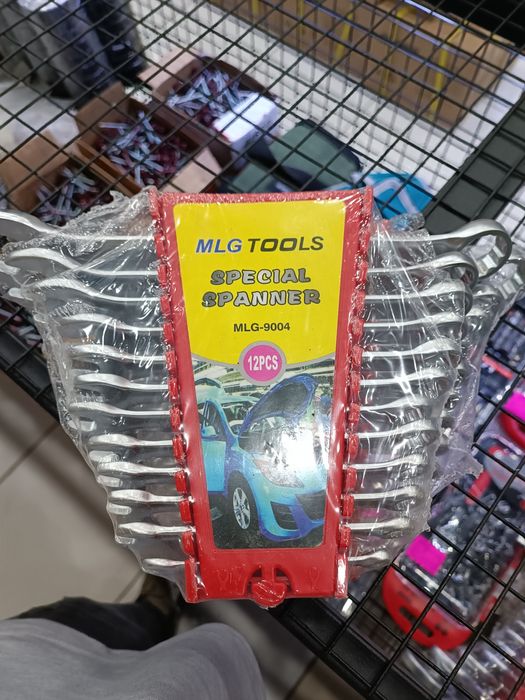 MLG TOOLS
SPECIAL
SPANNER
MLG-9004
12PCS